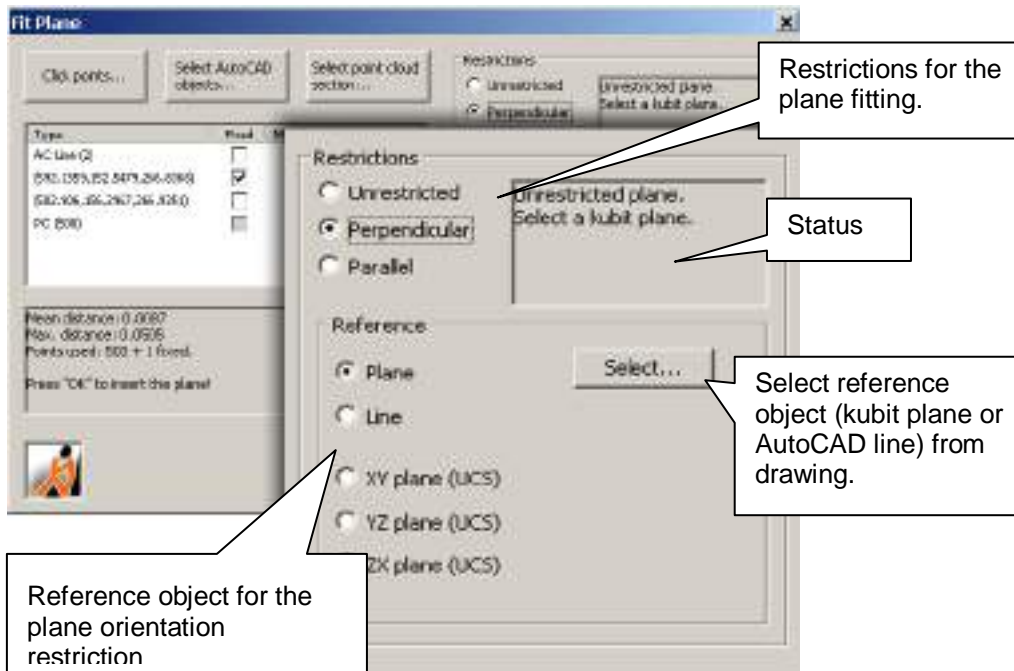 Fit Plane
Click points...
Select AutoCAD
objects...
Select point cloud
section...
Restrictions
Unrestricted
Perpendicular
Unrestricted plane.
Select a kubit plane.
Type
Fixed
AC Line (2)
PC (500)
Mean distance: 0.0087
Max. distance: 0.0505
Points used: 500 + 1 fixed.
Press "OK" to insert the plane!
Restrictions
Unrestricted
Perpendicular
Parallel
Unrestricted plane.
Select a kubit plane.
Reference
Plane
Line
XY plane (UCS)
YZ plane (UCS)
ZX plane (UCS)
Select...
Restrictions for the
plane fitting.
Status
Select reference
object (kubit plane or
AutoCAD line) from
drawing.
Reference object for the
plane orientation
restriction